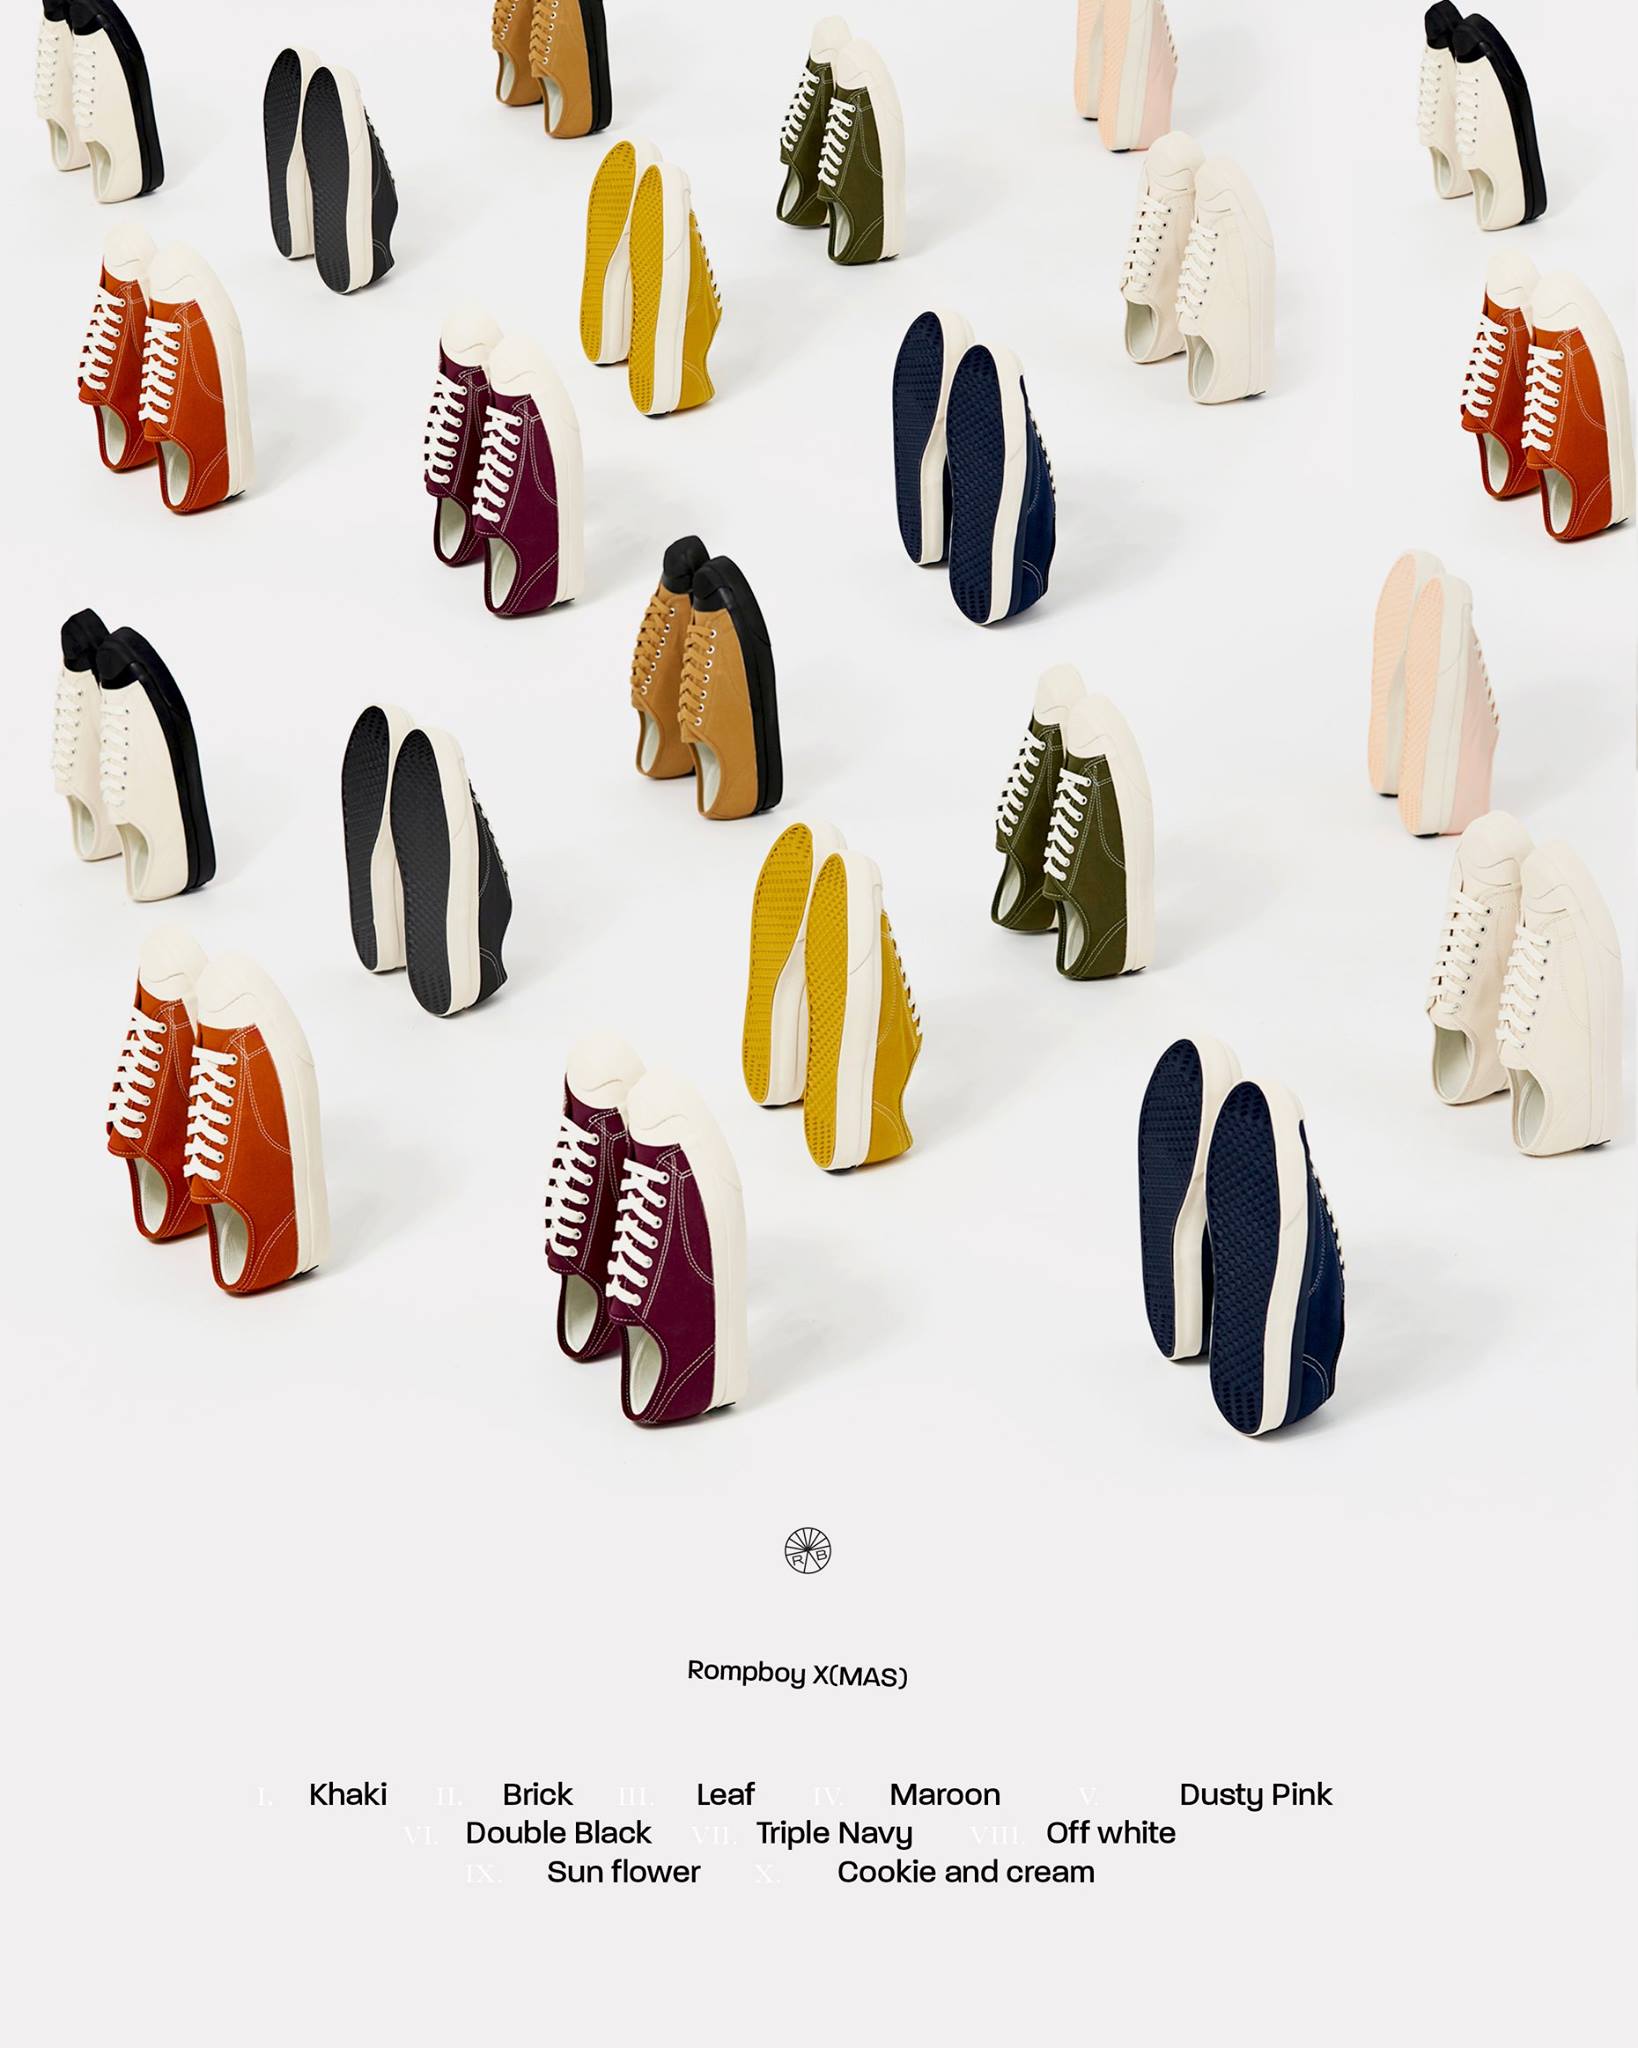 R B
Rompboy X(MAS)
I. Khaki II. Brick III. Leaf IV. Maroon V. Dusty Pink
VI. Double Black VII. Triple Navy VIII. Off white
IX. Sun flower X. Cookie and cream